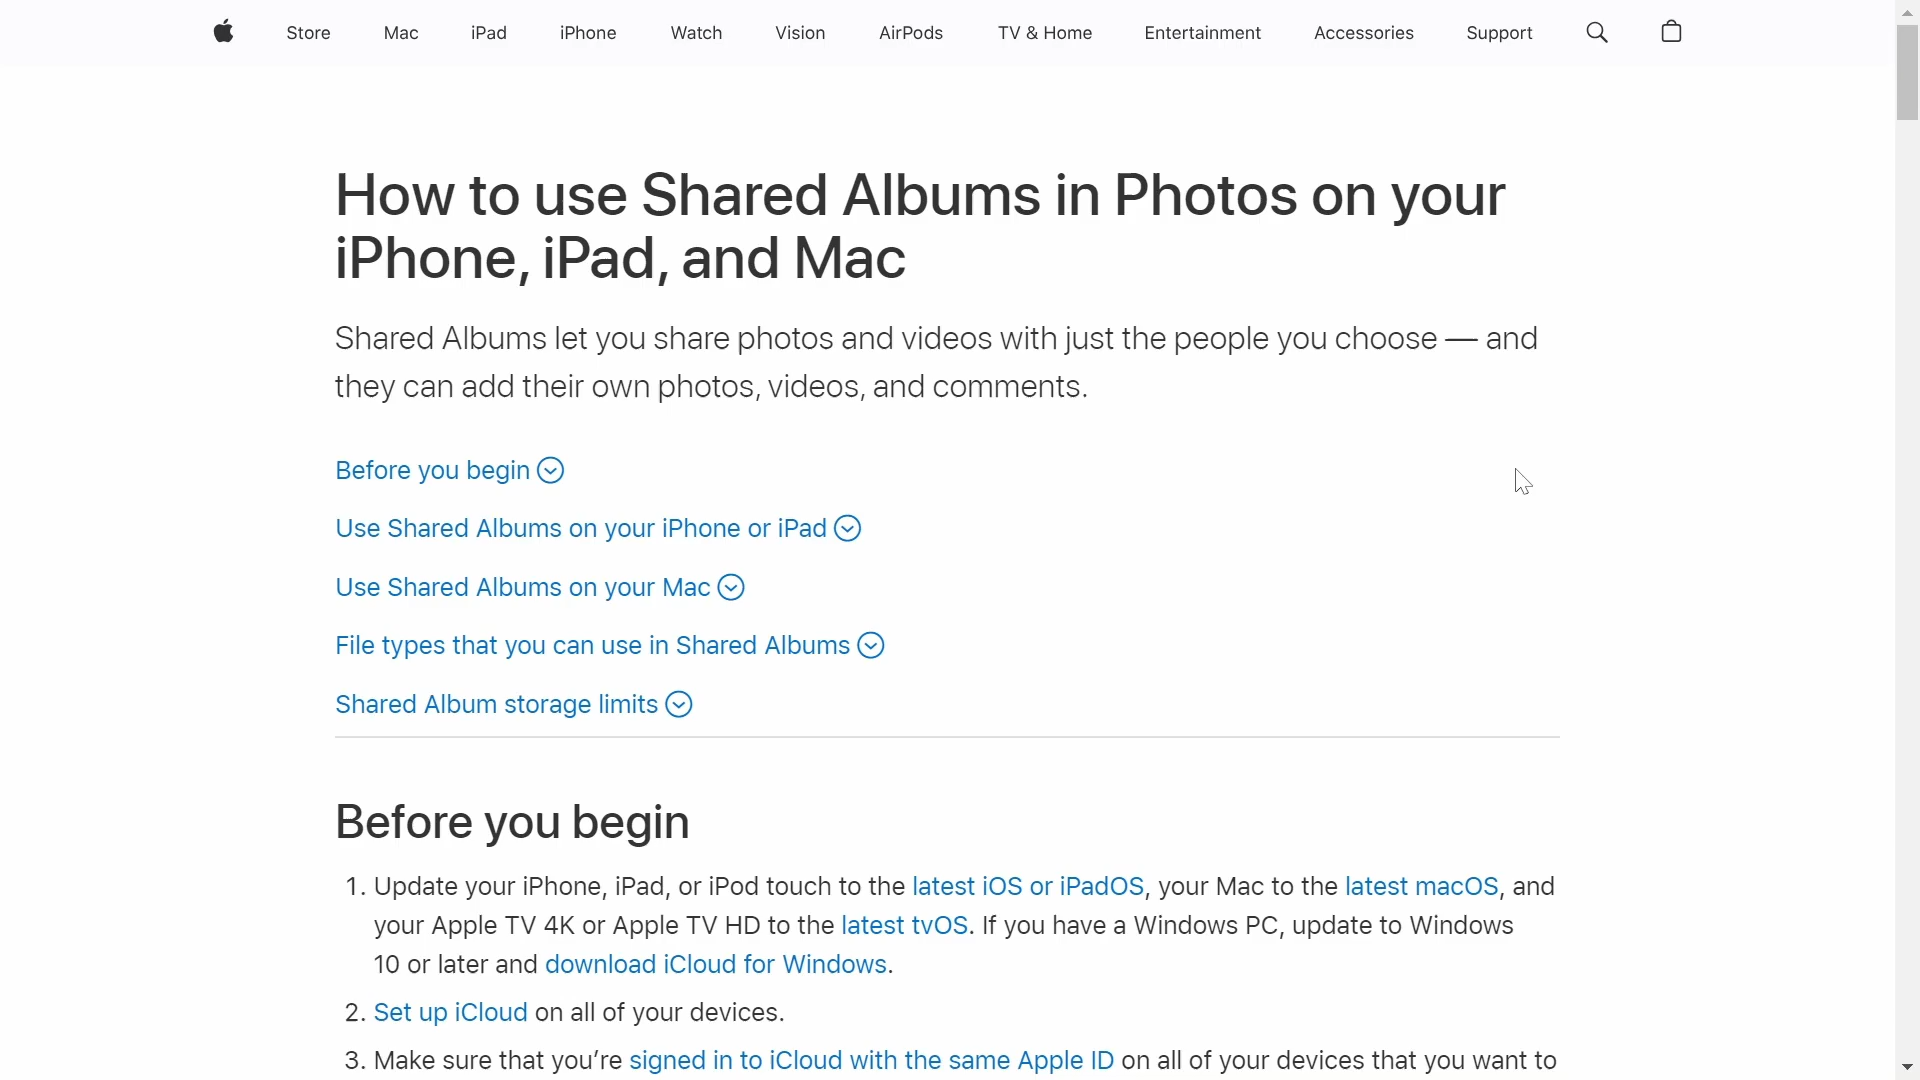 Store Mac iPad iPhone Watch Vision AirPods TV & Home Entertainment Accessories Support
How to use Shared Albums in Photos on your
iPhone, iPad, and Mac
Shared Albums let you share photos and videos with just the people you choose — and
they can add their own photos, videos, and comments.
Before you begin
Use Shared Albums on your iPhone or iPad
Use Shared Albums on your Mac
File types that you can use in Shared Albums
Shared Album storage limits
Before you begin
1. Update your iPhone, iPad, or iPod touch to the latest iOS or iPadOS, your Mac to the latest macOS, and
your Apple TV 4K or Apple TV HD to the latest tvOS. If you have a Windows PC, update to Windows
10 or later and download iCloud for Windows.
2. Set up iCloud on all of your devices.
3. Make sure that you’re signed in to iCloud with the same Apple ID on all of your devices that you want to